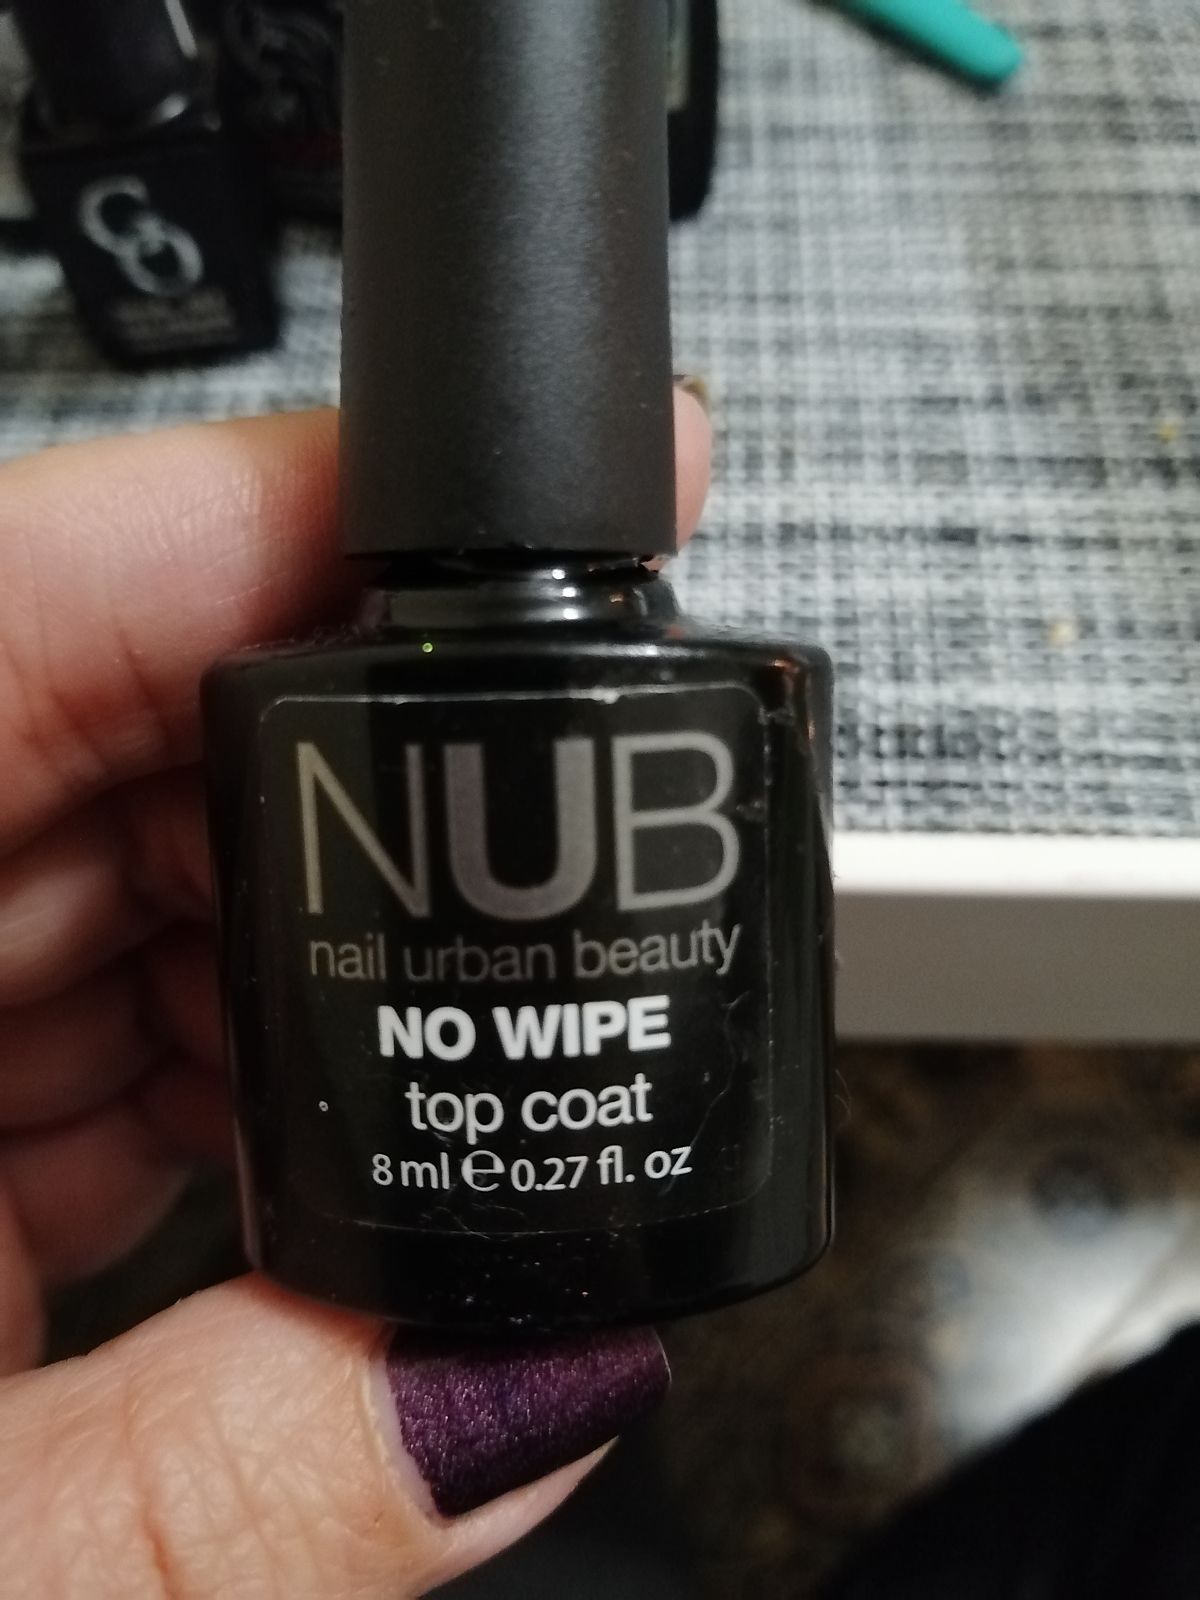 NUB
nail urban beauty
NO WIPE
top coat
8 ml ℮ 0.27 fl. oz